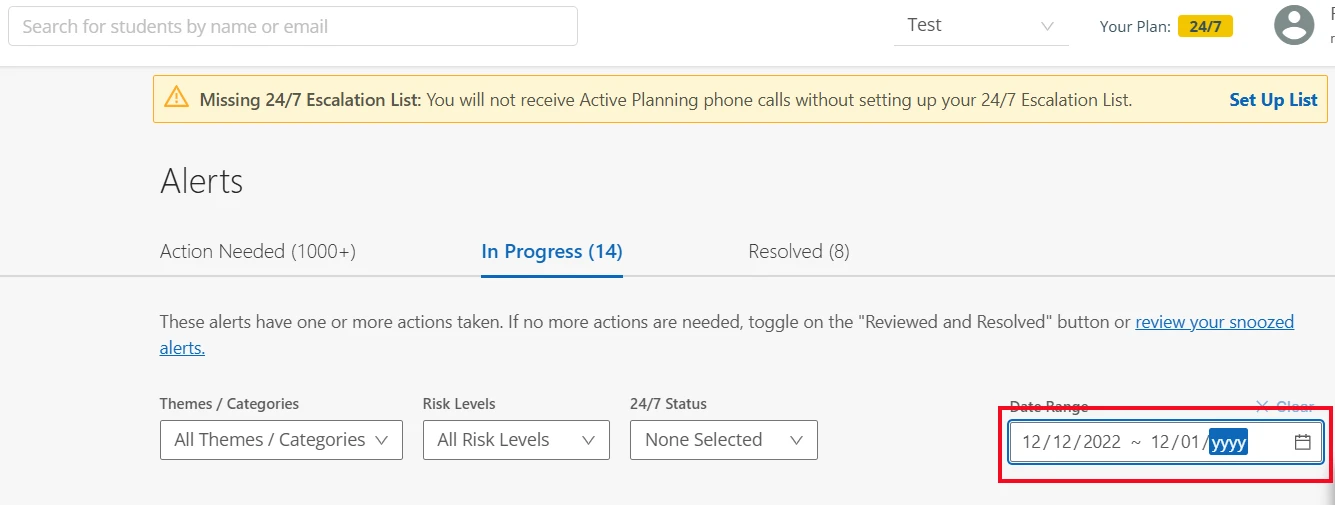 Search for students by name or email
Test
Your Plan: 24/7
Missing 24/7 Escalation List: You will not receive Active Planning phone calls without setting up your 24/7 Escalation List. Set Up List
Alerts
Action Needed (1000+) In Progress (14) Resolved (8)
These alerts have one or more actions taken. If no more actions are needed, toggle on the "Reviewed and Resolved" button or review your snoozed
alerts.
Themes / Categories Risk Levels 24/7 Status Date Range Clear
All Themes / Categories All Risk Levels None Selected 12/12/2022 ~ 12/01/yyyy